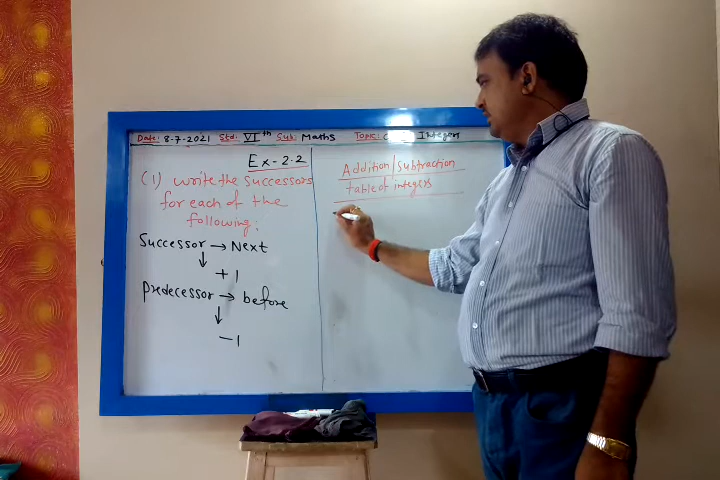 Date: 8-7-2021 Std: VIth Sub: Maths Topic: Integers
Ex-2.2
(1) Write the Successors
for each of the
following:
Successor → Next
↓
+1
Predecessor → before
↓
-1
Addition/Subtraction
table of integers